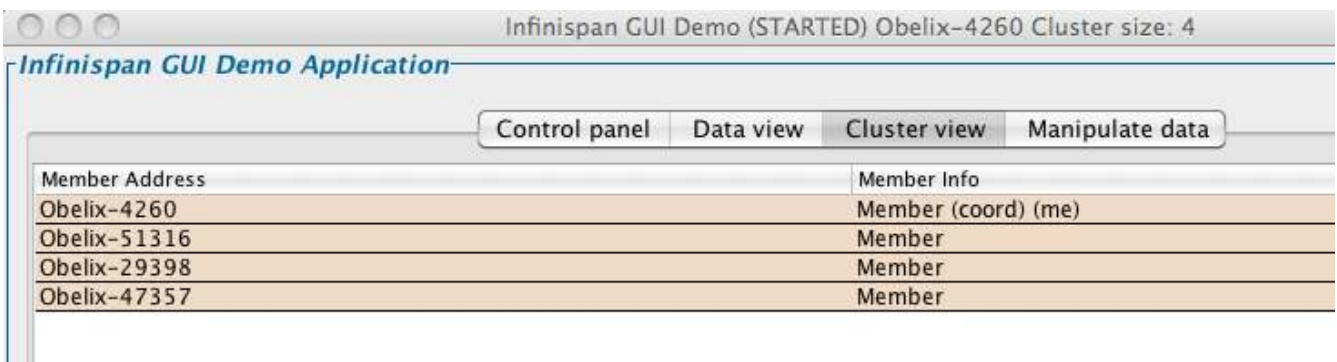 Infinispan GUI Demo (STARTED) Obelix-4260 Cluster size: 4
Infinispan GUI Demo Application
Control panel Data view Cluster view Manipulate data
Member Address Member Info
Obelix-4260 Member (coord) (me)
Obelix-51316 Member
Obelix-29398 Member
Obelix-47357 Member